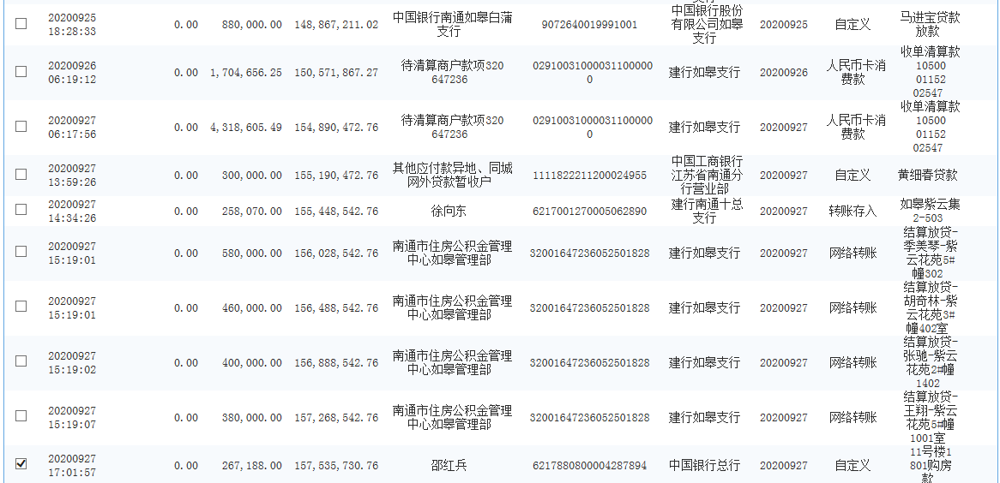 20200925
18:28:33
0.00
880,000.00
148,867,211.02
中国银行南通如皋白蒲
支行
9072640019991001
中国银行股份
有限公司如皋
支行
20200925
自定义
马进宝贷款
放款
20200926
06:19:12
0.00
1,704,656.25
150,571,867.27
待清算商户款项320
647236
02910031000031100000
0
建行如皋支行
20200926
人民币卡消
费款
收单清算款
10500
01152
02547
20200927
06:17:56
0.00
4,318,605.49
154,890,472.76
待清算商户款项320
647236
02910031000031100000
0
建行如皋支行
20200927
人民币卡消
费款
收单清算款
10500
01152
02547
20200927
13:59:26
0.00
300,000.00
155,190,472.76
其他应付款异地、同城
网外贷款暂收户
1111822211200024955
中国工商银行
江苏省南通分
行营业部
20200927
自定义
黄细春贷款
20200927
14:34:26
0.00
258,070.00
155,448,542.76
徐向东
6217001270005062890
建行南通十总
支行
20200927
转账存入
如皋紫云集
2-503
20200927
15:19:01
0.00
580,000.00
156,028,542.76
南通市住房公积金管理
中心如皋管理部
32001647236052501828
建行如皋支行
20200927
网络转账
结算放贷-
季美琴-紫
云花苑5#
幢302
20200927
15:19:01
0.00
460,000.00
156,488,542.76
南通市住房公积金管理
中心如皋管理部
32001647236052501828
建行如皋支行
20200927
网络转账
结算放贷-
胡奇林-紫
云花苑3#
幢402室
20200927
15:19:02
0.00
400,000.00
156,888,542.76
南通市住房公积金管理
中心如皋管理部
32001647236052501828
建行如皋支行
20200927
网络转账
结算放贷-
张驰-紫云
花苑2#幢
1402
20200927
15:19:07
0.00
380,000.00
157,268,542.76
南通市住房公积金管理
中心如皋管理部
32001647236052501828
建行如皋支行
20200927
网络转账
结算放贷-
王翔-紫云
花苑5#幢
1001室
20200927
17:01:57
0.00
267,188.00
157,535,730.76
邵红兵
6217880800004287894
中国银行总行
20200927
自定义
11号楼1
801购房
款